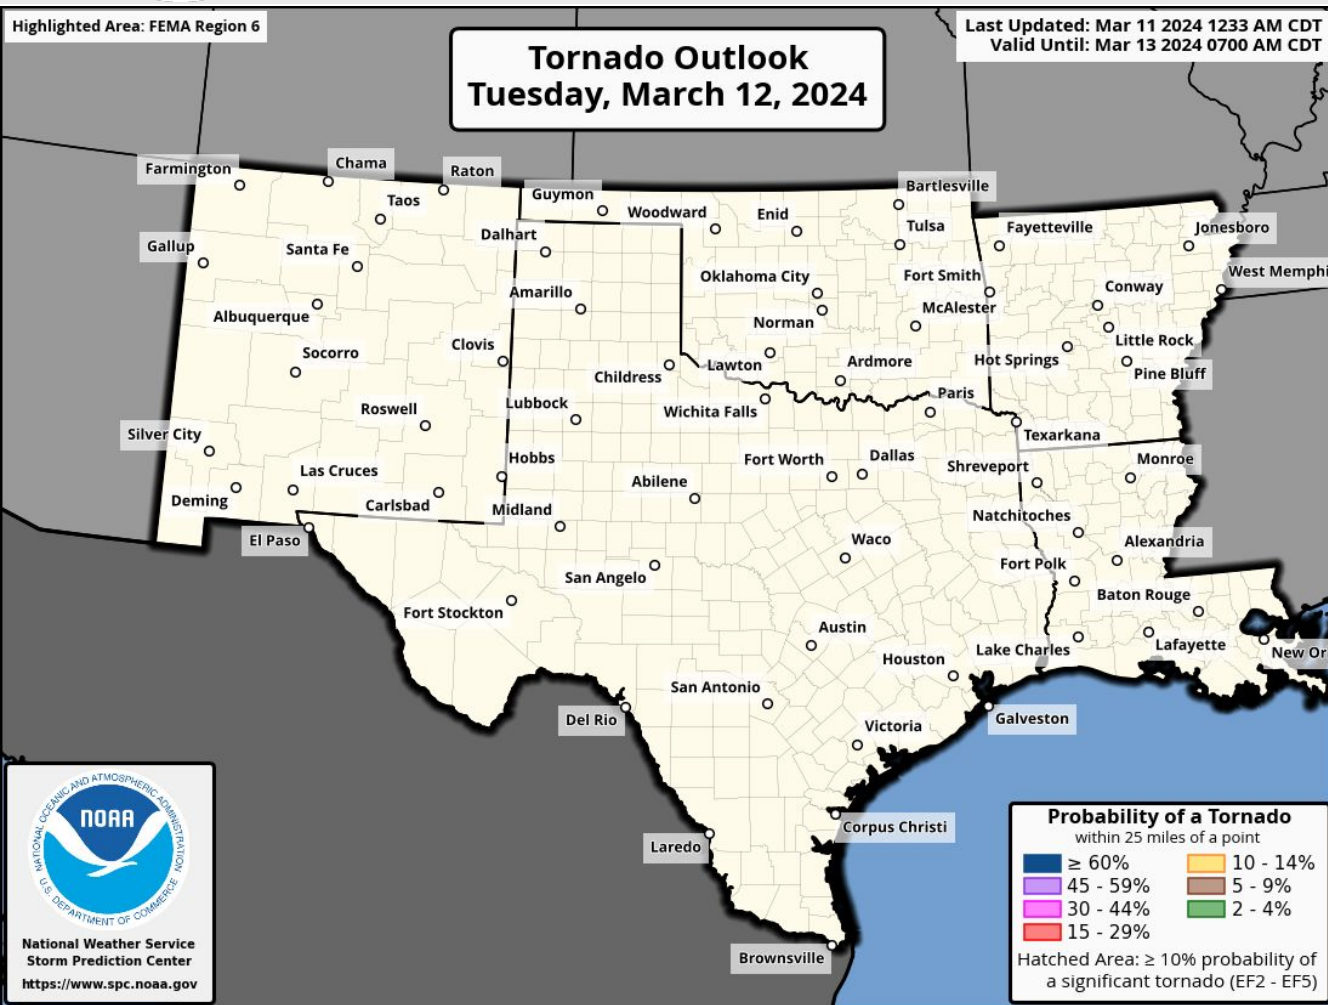 Highlighted Area: FEMA Region 6
Last Updated: Mar 11 2024 1233 AM CDT
Valid Until: Mar 13 2024 0700 AM CDT
Tornado Outlook
Tuesday, March 12, 2024
Farmington
Chama
Raton
Taos
Guymon
Woodward
Enid
Bartlesville
Tulsa
Fayetteville
Jonesboro
Gallup
Santa Fe
Dalhart
Oklahoma City
Fort Smith
West Memphi
Albuquerque
Amarillo
Norman
McAlester
Conway
Little Rock
Socorro
Clovis
Childress
Lawton
Ardmore
Hot Springs
Pine Bluff
Roswell
Lubbock
Wichita Falls
Paris
Texarkana
Silver City
Las Cruces
Hobbs
Abilene
Fort Worth
Dallas
Shreveport
Monroe
Deming
Carlsbad
Midland
Natchitoches
El Paso
San Angelo
Waco
Fort Polk
Alexandria
Fort Stockton
Austin
Baton Rouge
Houston
Lake Charles
Lafayette
New Or
Del Rio
San Antonio
Victoria
Galveston
Laredo
Corpus Christi
Brownsville
NATIONAL OCEANIC AND ATMOSPHERIC ADMINISTRATION
NOAA
U.S. DEPARTMENT OF COMMERCE
National Weather Service
Storm Prediction Center
https://www.spc.noaa.gov
Probability of a Tornado
within 25 miles of a point
≥ 60%
10 - 14%
45 - 59%
5 - 9%
30 - 44%
2 - 4%
15 - 29%
Hatched Area: ≥ 10% probability of
a significant tornado (EF2 - EF5)